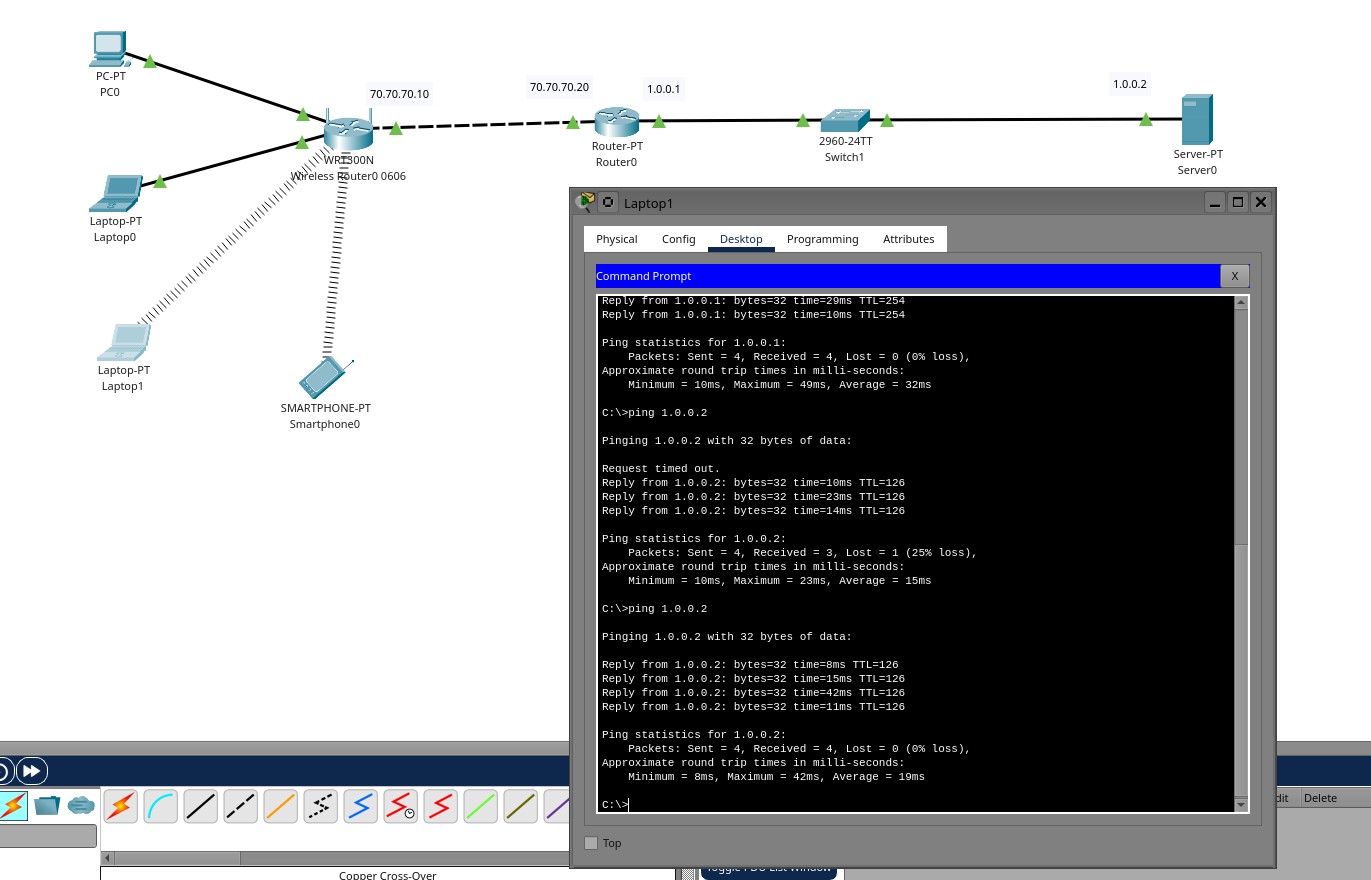 PC-PT
PC0
70.70.70.10
70.70.70.20
1.0.0.1
1.0.0.2
WRT300N
Wireless Router0 0606
Router-PT
Router0
2960-24TT
Switch1
Server-PT
Server0
Laptop-PT
Laptop0
Laptop-PT
Laptop1
SMARTPHONE-PT
Smartphone0
Laptop1
Physical
Config
Desktop
Programming
Attributes
Command Prompt
X
Reply from 1.0.0.1: bytes=32 time=29ms TTL=254
Reply from 1.0.0.1: bytes=32 time=10ms TTL=254
Ping statistics for 1.0.0.1:
Packets: Sent = 4, Received = 4, Lost = 0 (0% loss),
Approximate round trip times in milli-seconds:
Minimum = 10ms, Maximum = 49ms, Average = 32ms
C:\>ping 1.0.0.2
Pinging 1.0.0.2 with 32 bytes of data:
Request timed out.
Reply from 1.0.0.2: bytes=32 time=10ms TTL=126
Reply from 1.0.0.2: bytes=32 time=23ms TTL=126
Reply from 1.0.0.2: bytes=32 time=14ms TTL=126
Ping statistics for 1.0.0.2:
Packets: Sent = 4, Received = 3, Lost = 1 (25% loss),
Approximate round trip times in milli-seconds:
Minimum = 10ms, Maximum = 23ms, Average = 15ms
C:\>ping 1.0.0.2
Pinging 1.0.0.2 with 32 bytes of data:
Reply from 1.0.0.2: bytes=32 time=8ms TTL=126
Reply from 1.0.0.2: bytes=32 time=15ms TTL=126
Reply from 1.0.0.2: bytes=32 time=42ms TTL=126
Reply from 1.0.0.2: bytes=32 time=11ms TTL=126
Ping statistics for 1.0.0.2:
Packets: Sent = 4, Received = 4, Lost = 0 (0% loss),
Approximate round trip times in milli-seconds:
Minimum = 8ms, Maximum = 42ms, Average = 19ms
C:\>
Top
dit
Delete
Copper Cross-Over
Toggle PDU List Window